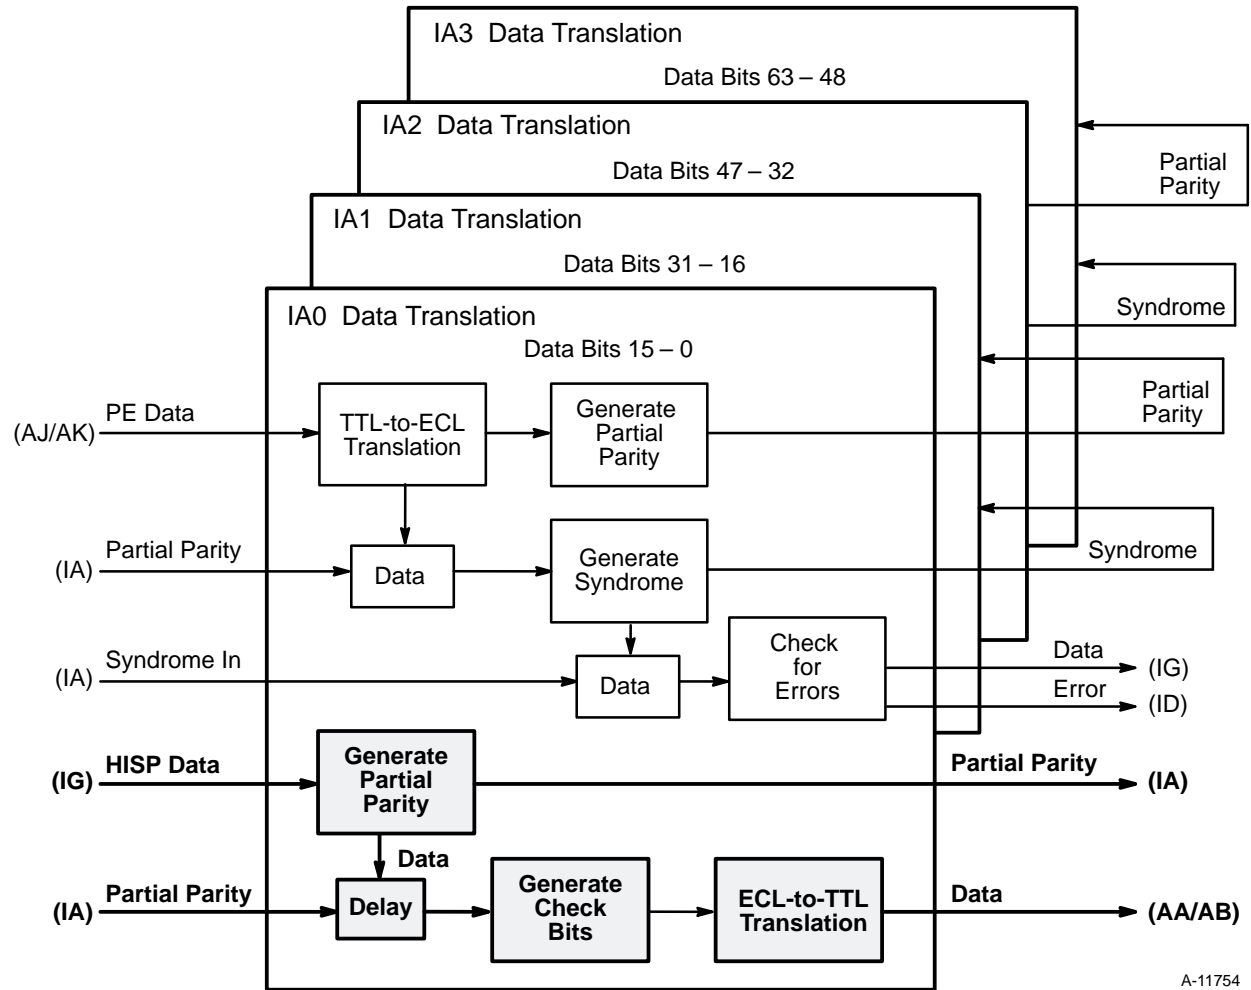 IA3 Data Translation
Data Bits 63 – 48
IA2 Data Translation
Partial
Parity
Data Bits 47 – 32
IA1 Data Translation
Data Bits 31 – 16
Syndrome
IA0 Data Translation
Data Bits 15 – 0
Partial
Parity
(AJ/AK)
PE Data
TTL-to-ECL
Translation
Generate
Partial
Parity
(IA)
Partial Parity
Data
Generate
Syndrome
Syndrome
(IA)
Syndrome In
Data
Check
for
Errors
Data
(IG)
Error
(ID)
(IG)
HISP Data
Generate
Partial
Parity
Partial Parity
(IA)
Data
(IA)
Partial Parity
Delay
Generate
Check
Bits
ECL-to-TTL
Translation
Data
(AA/AB)
A-11754